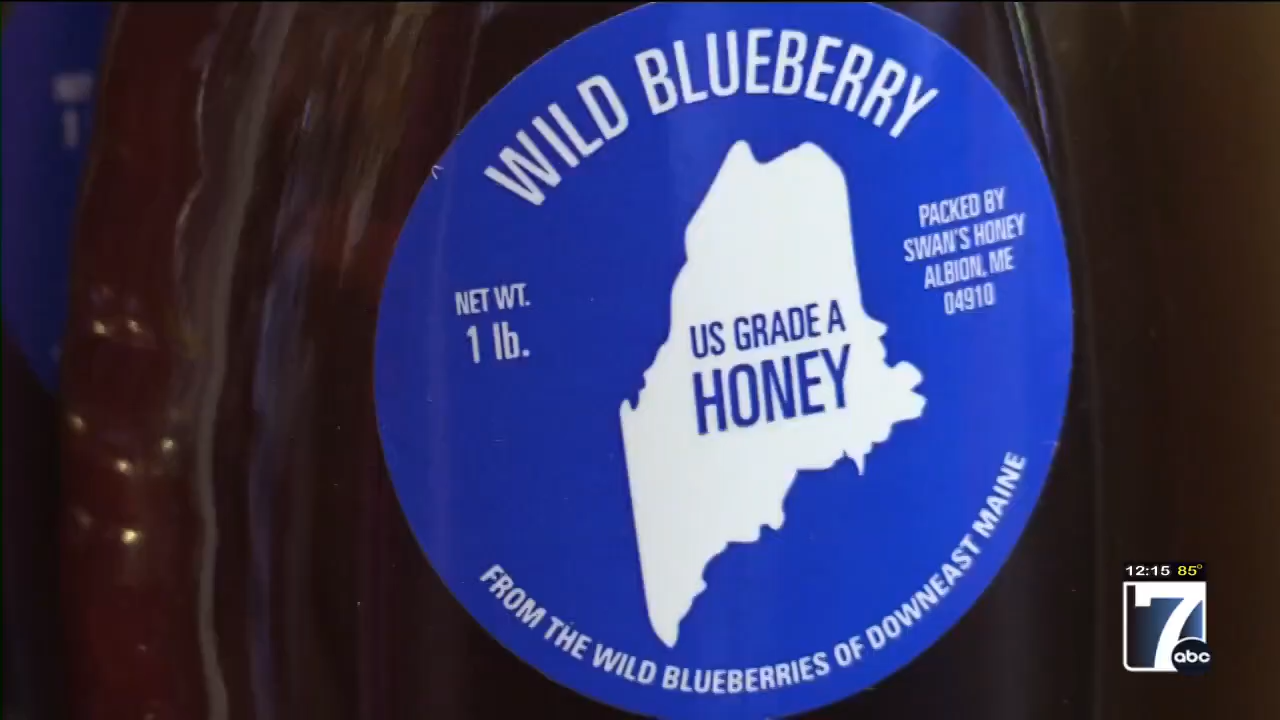 WILD BLUEBERRY
PACKED BY
SWAN'S HONEY
ALBION, ME
04910
NET WT.
1 lb.
US GRADE A
HONEY
FROM THE WILD BLUEBERRIES OF DOWNEAST MAINE
12:15 85°
7
abc